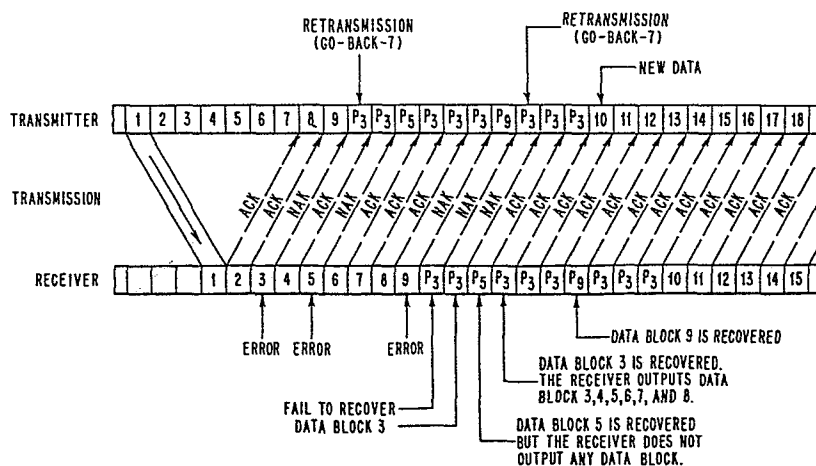 RETRANSMISSION
(GO-BACK-7)
RETRANSMISSION
(GO-BACK-7)
NEW DATA
TRANSMITTER 1 2 3 4 5 6 7 8 9 P3 P3 P5 P3 P3 P3 P9 P3 P3 P3 10 11 12 13 14 15 16 17 18
TRANSMISSION ACK ACK NAK ACK NAK ACK ACK ACK NAK NAK NAK ACK ACK ACK ACK ACK ACK ACK ACK ACK ACK ACK ACK
RECEIVER 1 2 3 4 5 6 7 8 9 P3 P3 P5 P3 P3 P3 P9 P3 P3 P3 10 11 12 13 14 15
ERROR ERROR ERROR
DATA BLOCK 9 IS RECOVERED
DATA BLOCK 3 IS RECOVERED.
THE RECEIVER OUTPUTS DATA
BLOCK 3,4,5,6,7, AND 8.
FAIL TO RECOVER
DATA BLOCK 3
DATA BLOCK 5 IS RECOVERED
BUT THE RECEIVER DOES NOT
OUTPUT ANY DATA BLOCK.